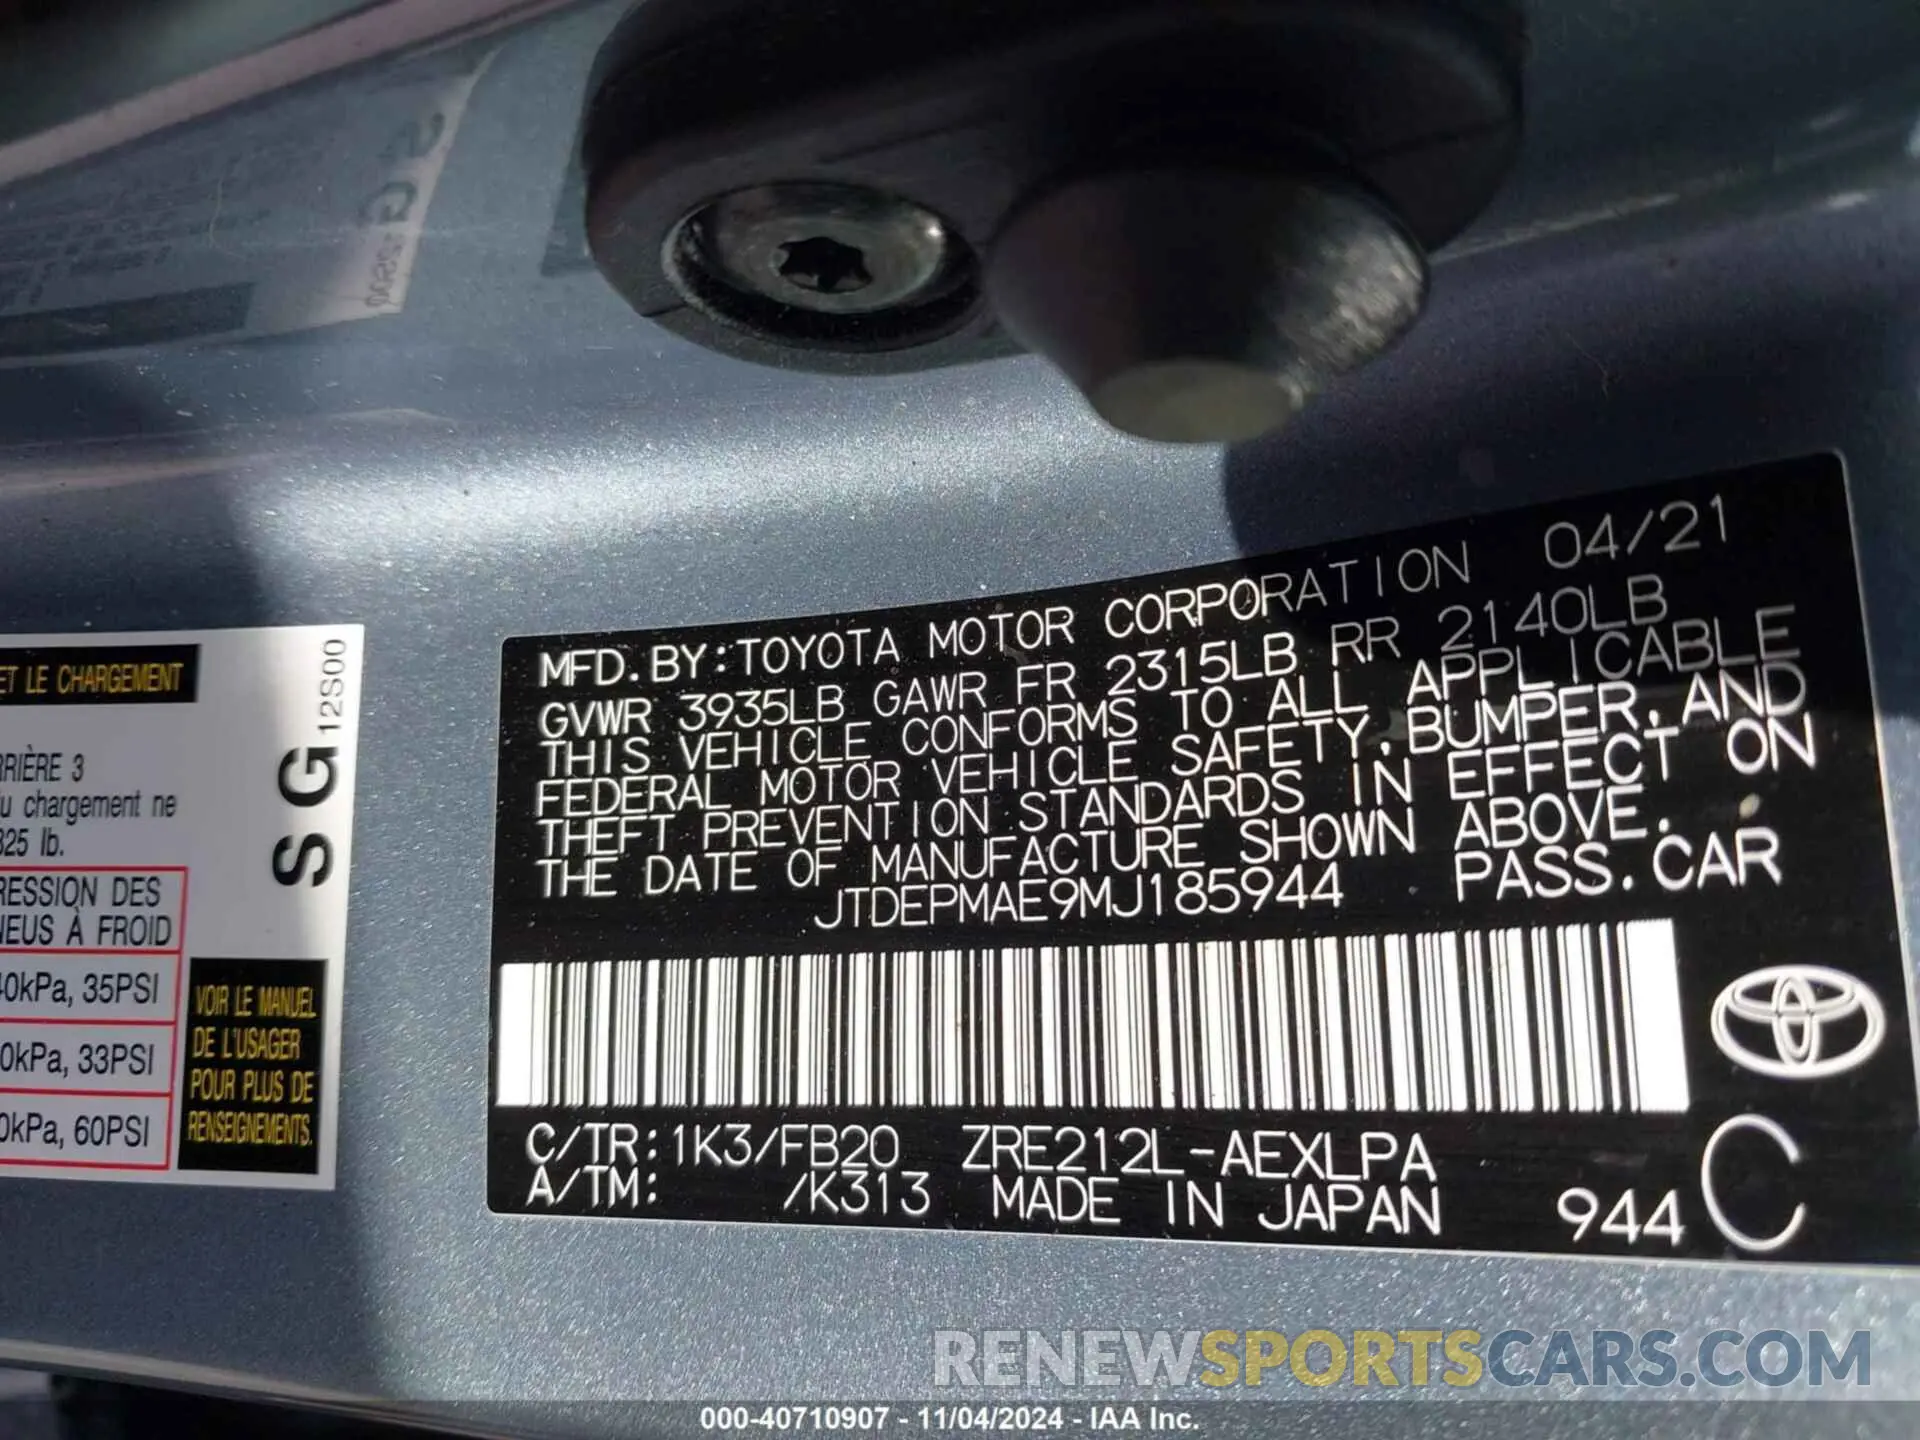 ET LE CHARGEMENT
RRIÈRE 3
u chargement ne
325 lb.
RESSION DES
NEUS À FROID
40kPa, 35PSI
0kPa, 33PSI
0kPa, 60PSI
SG 12S00
VOIR LE MANUEL
DE L'USAGER
POUR PLUS DE
RENSEIGNEMENTS.
MFD. BY:TOYOTA MOTOR CORPORATION 04/21
GVWR 3935LB GAWR FR 2315LB RR 2140LB
THIS VEHICLE CONFORMS TO ALL APPLICABLE
FEDERAL MOTOR VEHICLE SAFETY, BUMPER, AND
THEFT PREVENTION STANDARDS IN EFFECT ON
THE DATE OF MANUFACTURE SHOWN ABOVE.
JTDEPMAE9MJ185944 PASS. CAR
C/TR:1K3/FB20 ZRE212L-AEXLPA
A/TM: /K313 MADE IN JAPAN 944 C
RENEWSPORTSCARS.COM
000-40710907 - 11/04/2024 - IAA Inc.